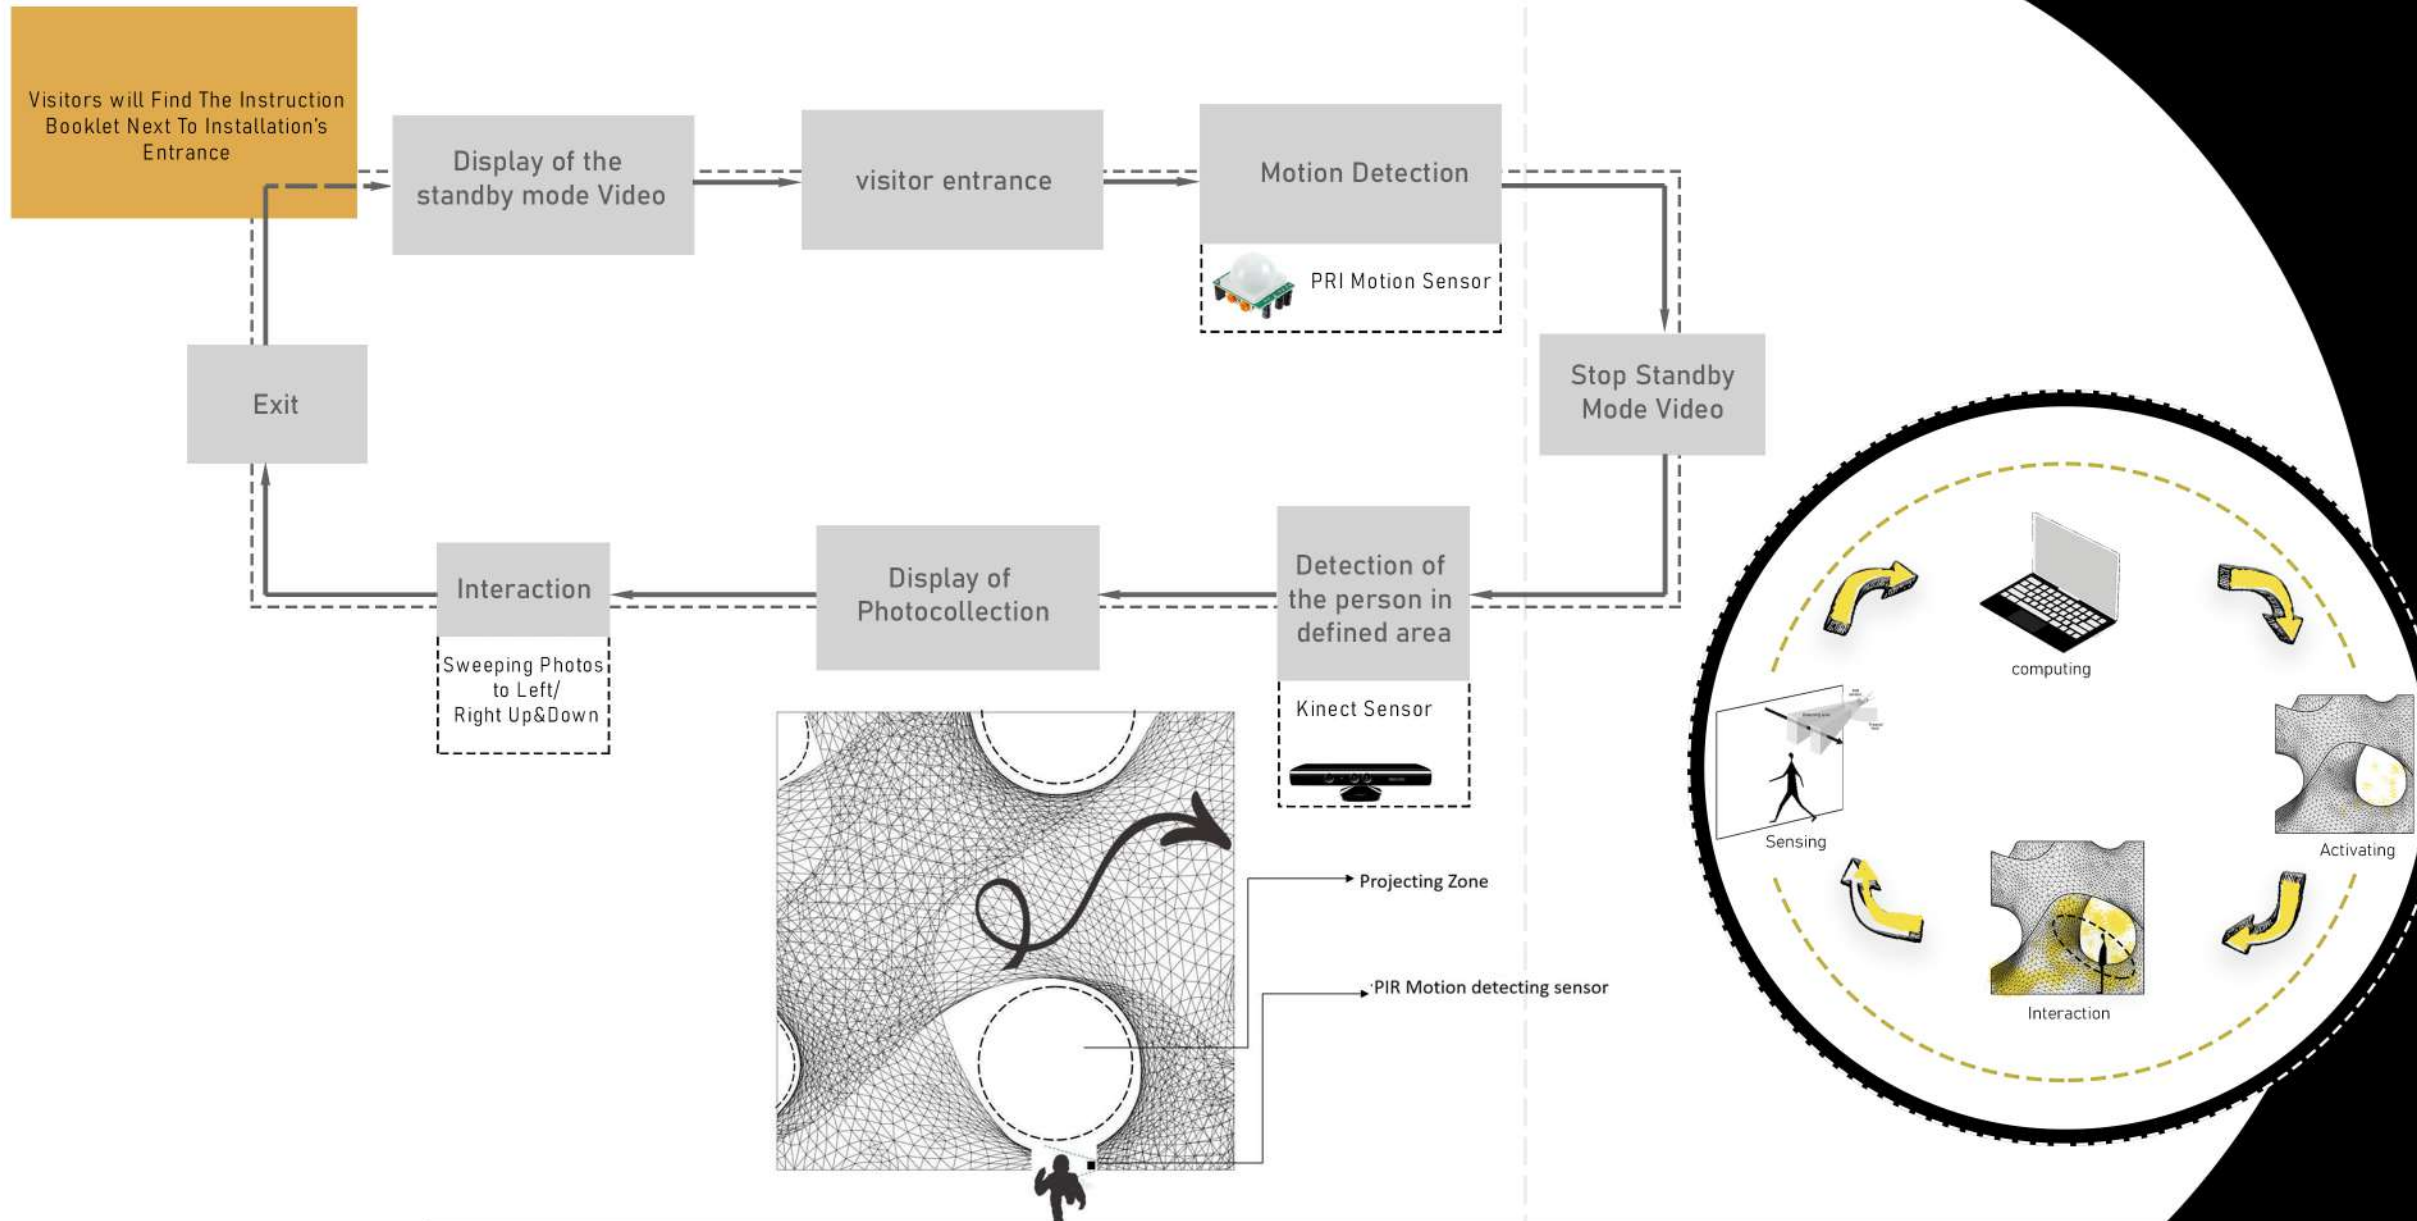 Visitors will Find The Instruction
Booklet Next To Installation's
Entrance
Display of the
standby mode Video
visitor entrance
Motion Detection
PRI Motion Sensor
Stop Standby
Mode Video
Exit
Interaction
Sweeping Photos
to Left/
Right Up&Down
Display of
Photocollection
Detection of
the person in
defined area
Kinect Sensor
Projecting Zone
PIR Motion detecting sensor
computing
Sensing
Activating
Interaction